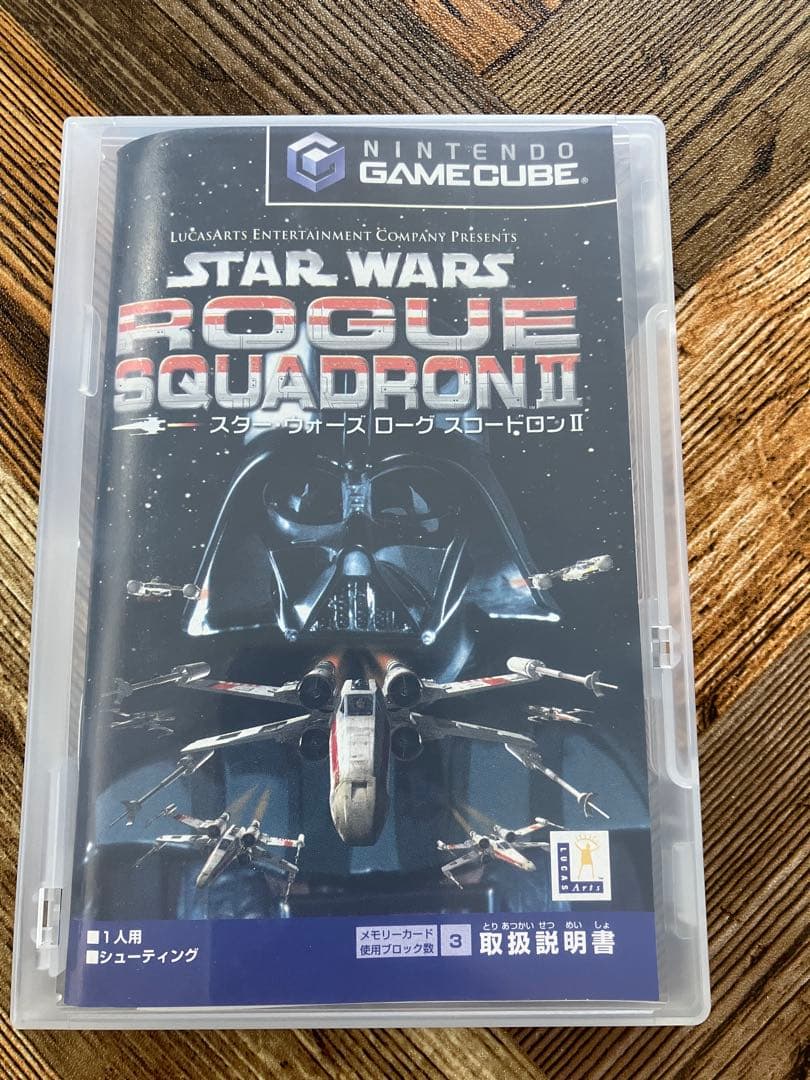 NINTENDO
GAMECUBE®
LUCASARTS ENTERTAINMENT COMPANY PRESENTS
STAR WARS
ROGUE
SQUADRON II
スター・ウォーズ ローグ スコードロンⅡ
LUCAS
Arts
■1人用
■シューティング
メモリーカード
使用ブロック数 3
とり あつかい せつ めい しょ
取扱説明書